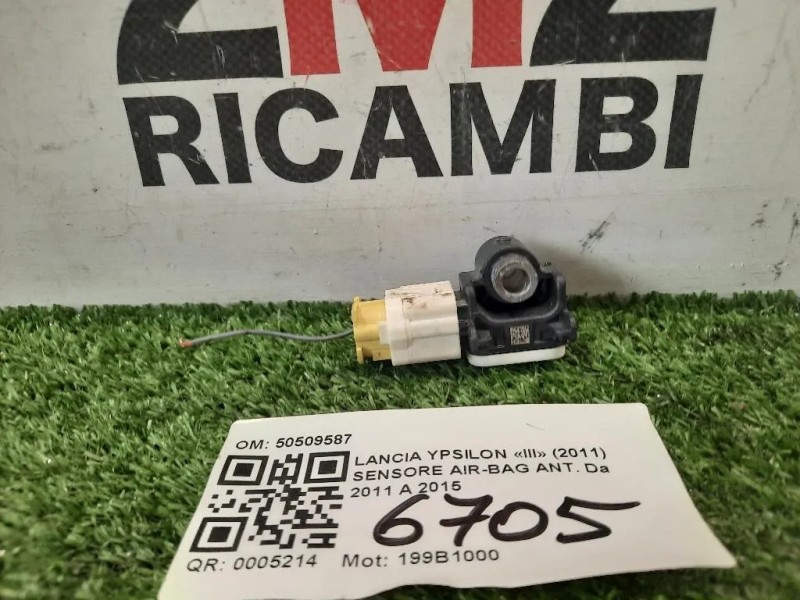 2M2
RICAMBI
OM: 50509587
LANCIA YPSILON «III» (2011)
SENSORE AIR-BAG ANT. Da
2011 A 2015
6705
QR: 0005214 Mot: 199B1000